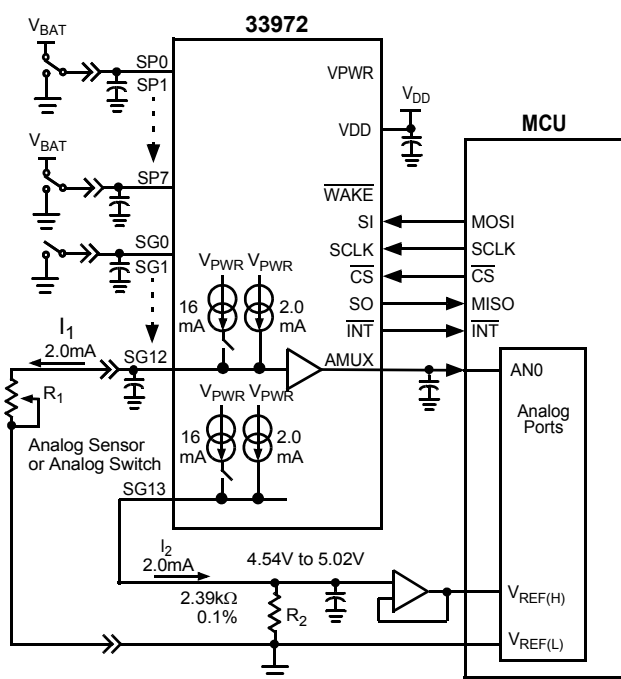 33972
V_BAT
SP0
SP1
VPWR
V_DD
VDD
MCU
V_BAT
SP7
WAKE
SG0
SG1
SI
MOSI
SCLK
SCLK
CS
CS
SO
MISO
INT
INT
V_PWR V_PWR
16 mA
2.0 mA
I_1
2.0mA
SG12
AMUX
AN0
R_1
Analog Ports
V_PWR V_PWR
16 mA
2.0 mA
Analog Sensor
or Analog Switch
SG13
I_2
2.0mA
4.54V to 5.02V
2.39kΩ
0.1%
R_2
V_REF(H)
V_REF(L)